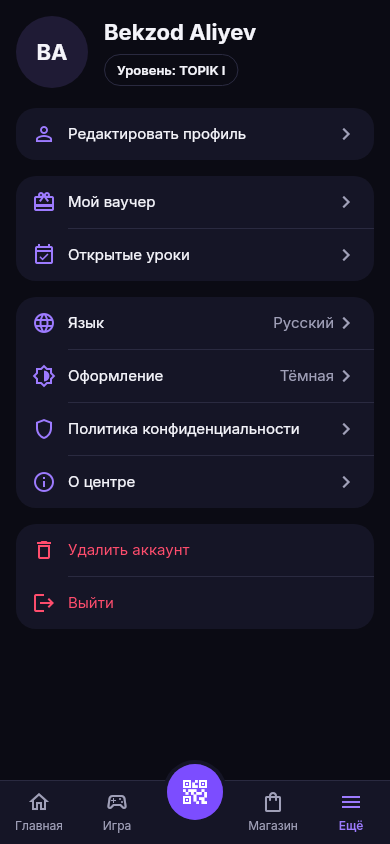 BA
Bekzod Aliyev
Уровень: TOPIK I
Редактировать профиль
Мой ваучер
Открытые уроки
Язык
Русский
Оформление
Тёмная
Политика конфиденциальности
О центре
Удалить аккаунт
Выйти
Главная
Игра
Магазин
Ещё